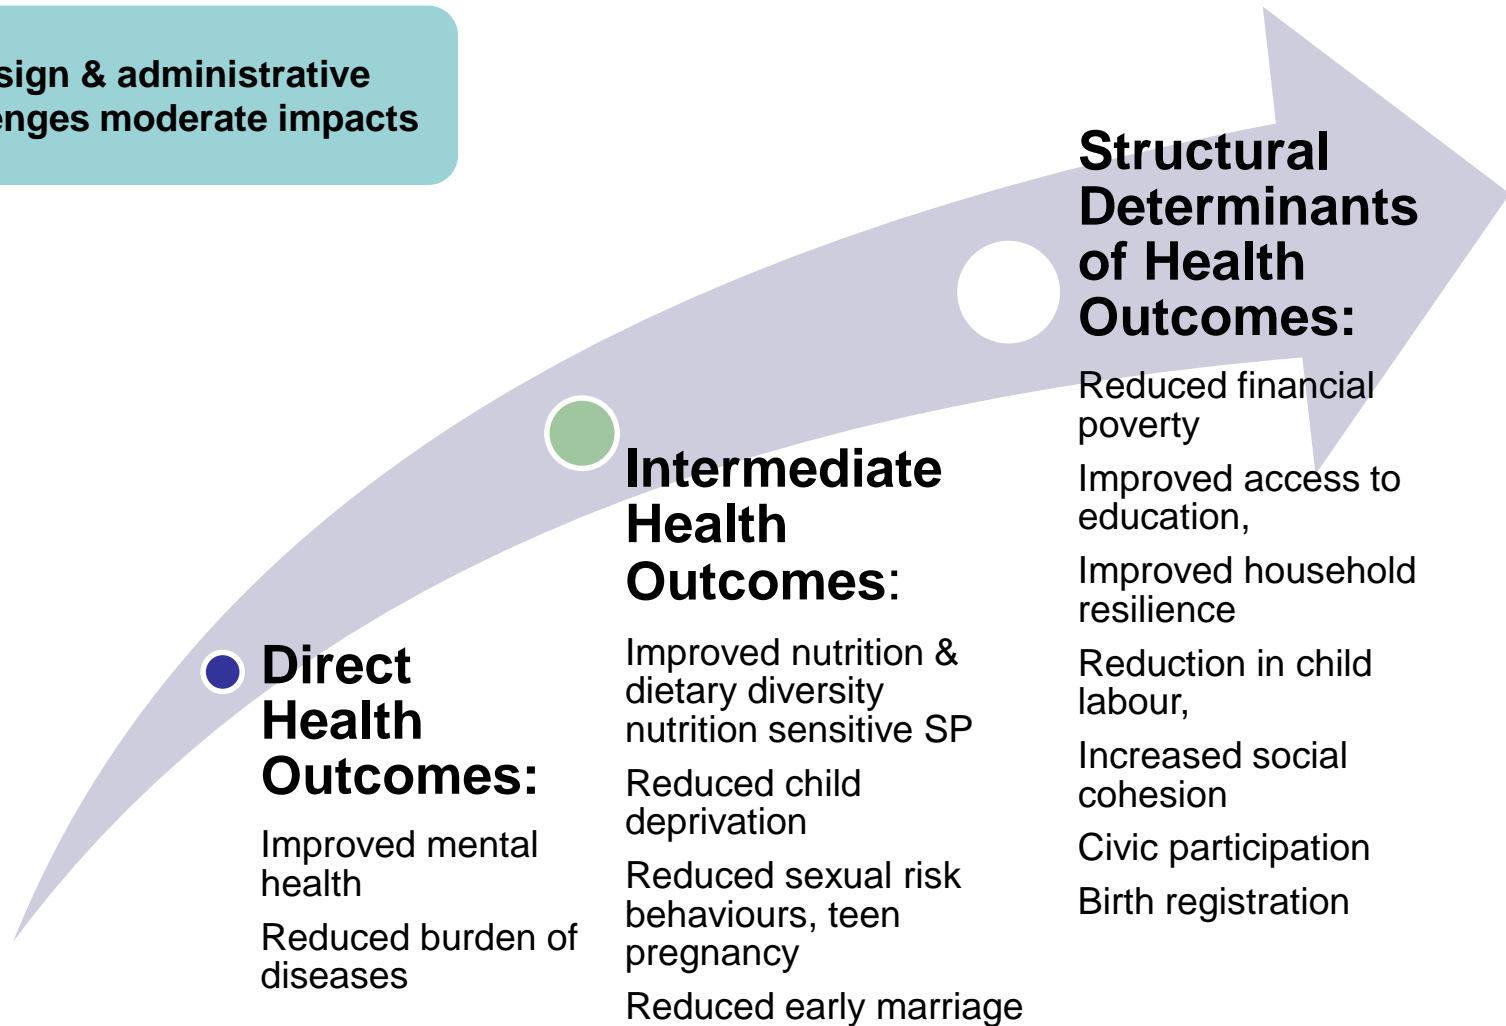 sign & administrative
enges moderate impacts
Direct
Health
Outcomes:
Improved mental
health
Reduced burden of
diseases
Intermediate
Health
Outcomes:
Improved nutrition &
dietary diversity
nutrition sensitive SP
Reduced child
deprivation
Reduced sexual risk
behaviours, teen
pregnancy
Reduced early marriage
Structural
Determinants
of Health
Outcomes:
Reduced financial
poverty
Improved access to
education,
Improved household
resilience
Reduction in child
labour,
Increased social
cohesion
Civic participation
Birth registration